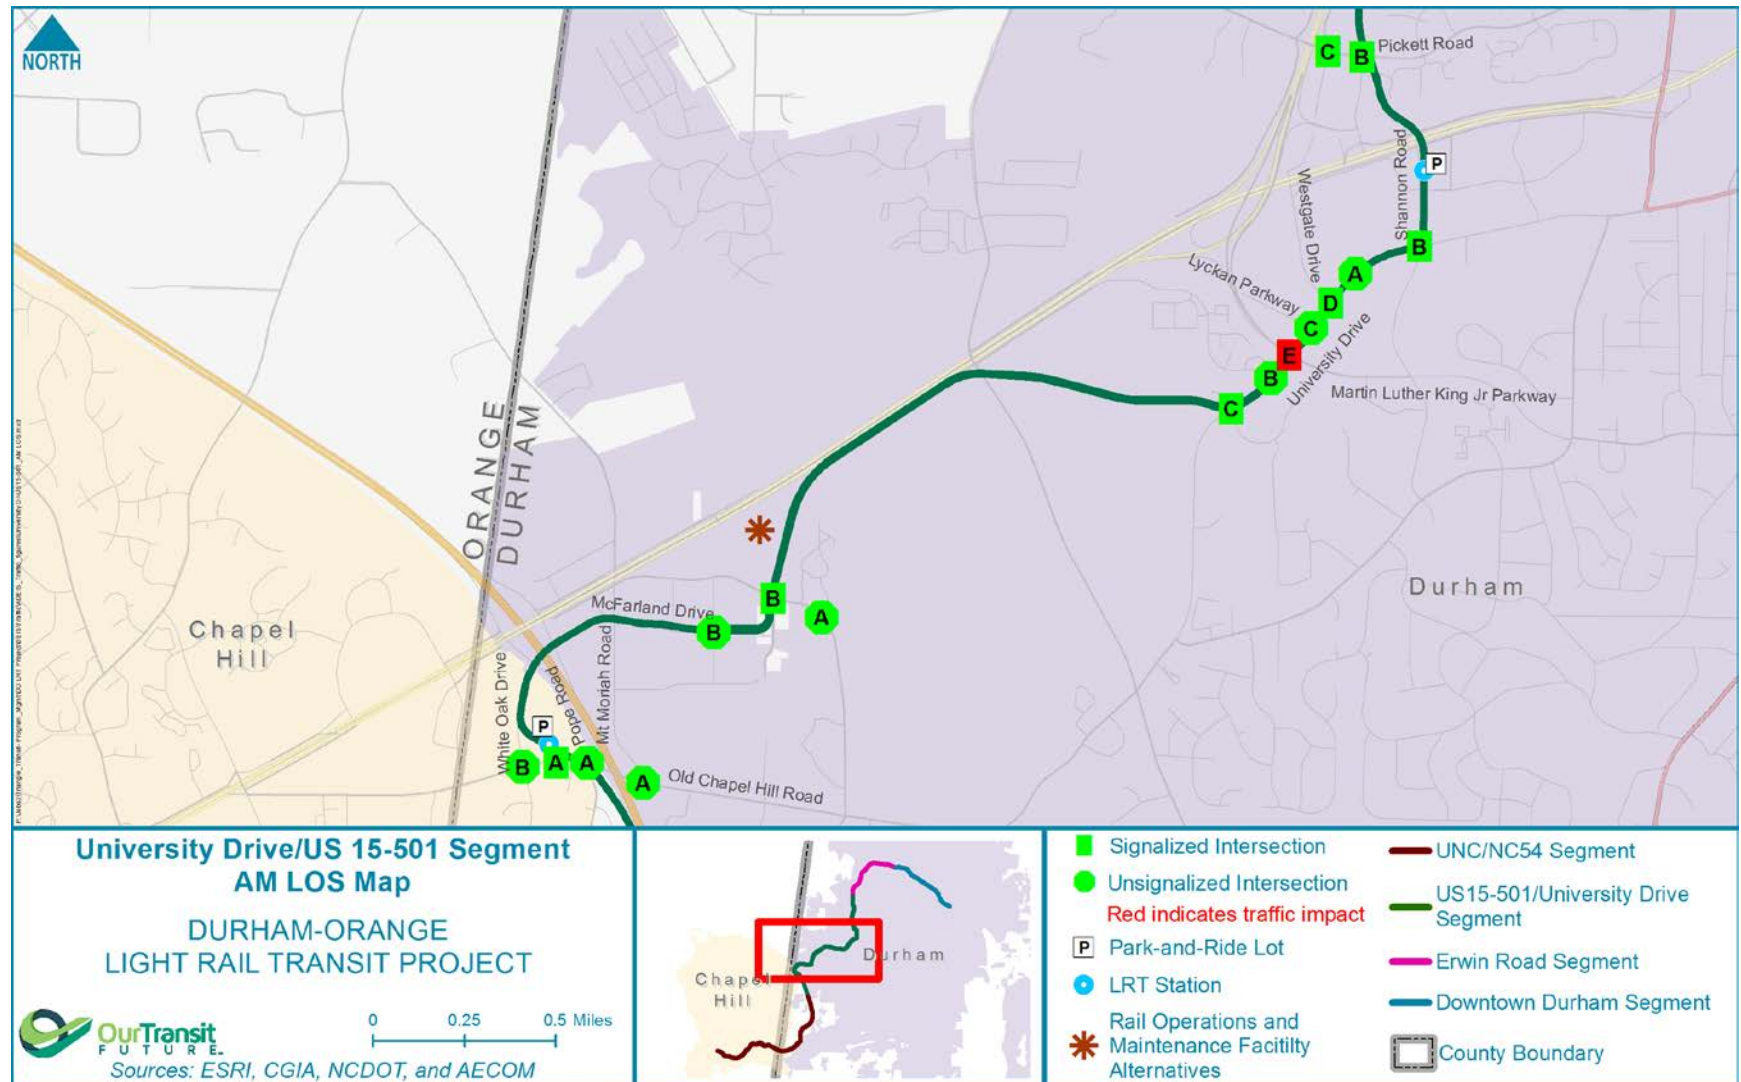 NORTH
C
B
Pickett Road
Shannon Road
P
Westgate Drive
B
Lyckan Parkway
A
D
C
E
University Drive
B
Martin Luther King Jr Parkway
C
ORANGE
DURHAM
Durham
Chapel
Hill
McFarland Drive
B
B
A
White Oak Drive
P
Pope Road
Mt Moriah Road
B
A
A
A
Old Chapel Hill Road
University Drive/US 15-501 Segment
AM LOS Map
DURHAM-ORANGE
LIGHT RAIL TRANSIT PROJECT
OurTransit
FUTURE
0 0.25 0.5 Miles
Sources: ESRI, CGIA, NCDOT, and AECOM
Durham
Chapel
Hill
Signalized Intersection
Unsignalized Intersection
Red indicates traffic impact
P Park-and-Ride Lot
LRT Station
Rail Operations and
Maintenance Facitilty
Alternatives
UNC/NC54 Segment
US15-501/University Drive
Segment
Erwin Road Segment
Downtown Durham Segment
County Boundary